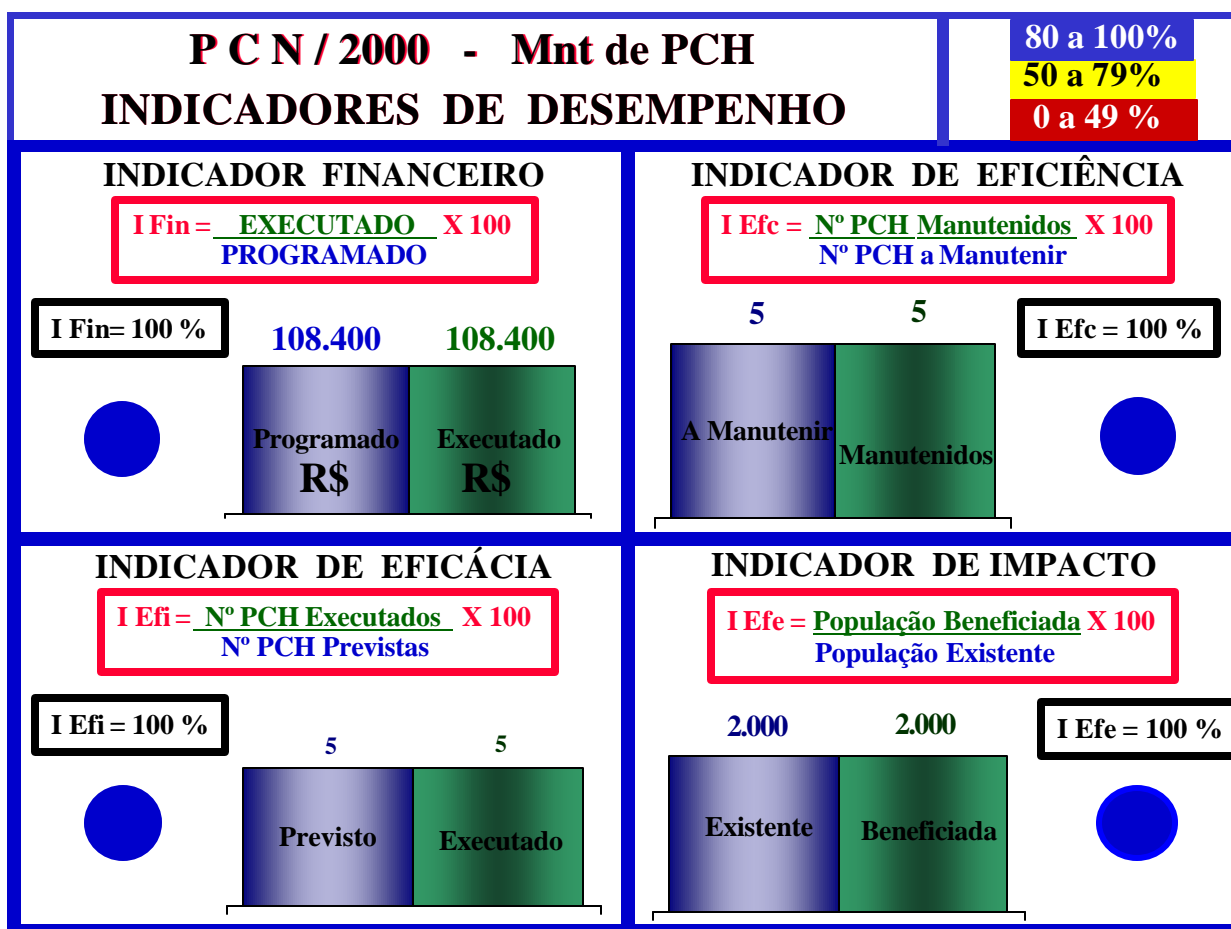 P C N / 2000 - Mnt de PCH
INDICADORES DE DESEMPENHO
80 a 100%
50 a 79%
0 a 49 %
INDICADOR FINANCEIRO
I Fin = EXECUTADO X 100
PROGRAMADO
I Fin= 100 %
108.400 108.400
Programado Executado
R$ R$
INDICADOR DE EFICIÊNCIA
I Efc = Nº PCH Manutenidos X 100
Nº PCH a Manutenir
5 5
I Efc = 100 %
A Manutenir
Manutenidos
INDICADOR DE EFICÁCIA
I Efi = Nº PCH Executados X 100
Nº PCH Previstas
I Efi = 100 %
5 5
Previsto Executado
INDICADOR DE IMPACTO
I Efe = População Beneficiada X 100
População Existente
2.000 2.000
I Efe = 100 %
Existente Beneficiada